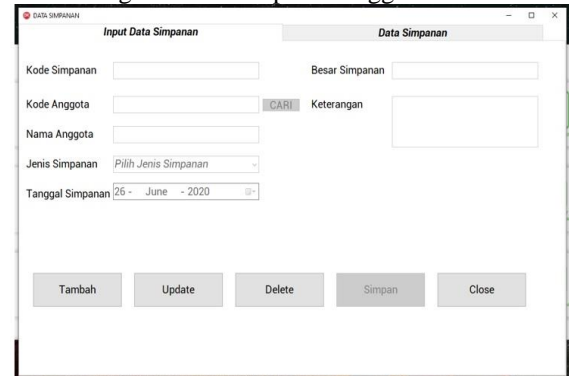 DATA SIMPANAN
Input Data Simpanan
Data Simpanan
Kode Simpanan
Besar Simpanan
Kode Anggota
CARI
Keterangan
Nama Anggota
Jenis Simpanan
Pilih Jenis Simpanan
Tanggal Simpanan
26 - June - 2020
Tambah
Update
Delete
Simpan
Close